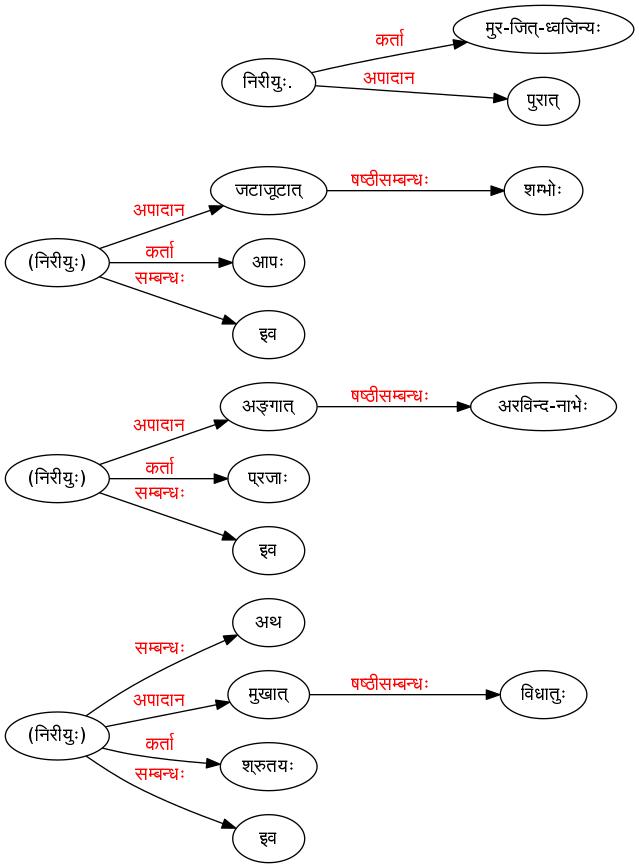 मुर-जित्-ध्वजिन्यः
कर्ता
निरीयुः.
अपादान
पुरात्
जटाजूटात्
षष्ठीसम्बन्धः
शम्भोः
अपादान
(निरीयुः)
कर्ता
आपः
सम्बन्धः
इव
अङ्गात्
षष्ठीसम्बन्धः
अरविन्द-नाभेः
अपादान
(निरीयुः)
कर्ता
प्रजाः
सम्बन्धः
इव
अथ
सम्बन्धः
मुखात्
षष्ठीसम्बन्धः
विधातुः
अपादान
(निरीयुः)
कर्ता
श्रुतयः
सम्बन्धः
इव